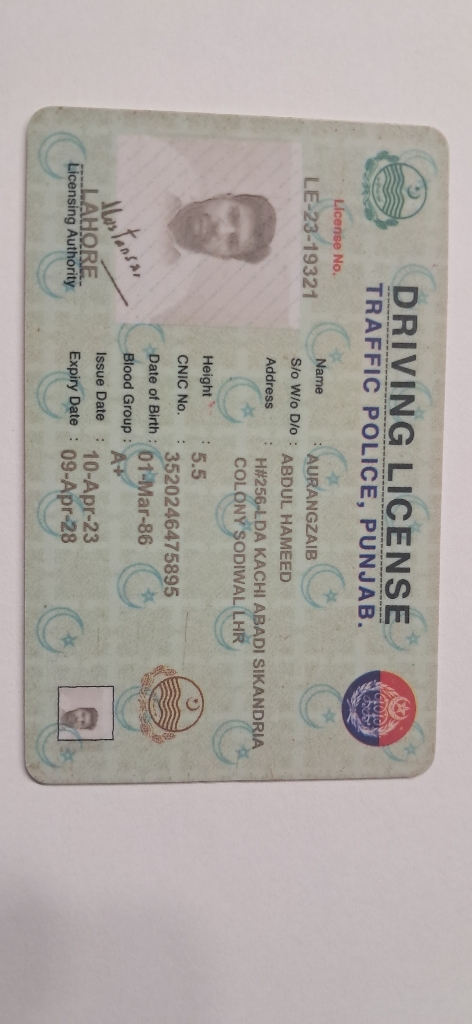 DRIVING LICENSE
TRAFFIC POLICE, PUNJAB.
License No.
LE-23-19321
Name : AURANGZAIB
S/o W/o D/o : ABDUL HAMEED
Address : H#256-LDA KACHI ABADI SIKANDRIA
COLONY SODIWAL LHR
Height : 5.5
CNIC No. : 3520246475895
Date of Birth : 01-Mar-86
Blood Group : A+
Issue Date : 10-Apr-23
Expiry Date : 09-Apr-28
LAHORE
Licensing Authority